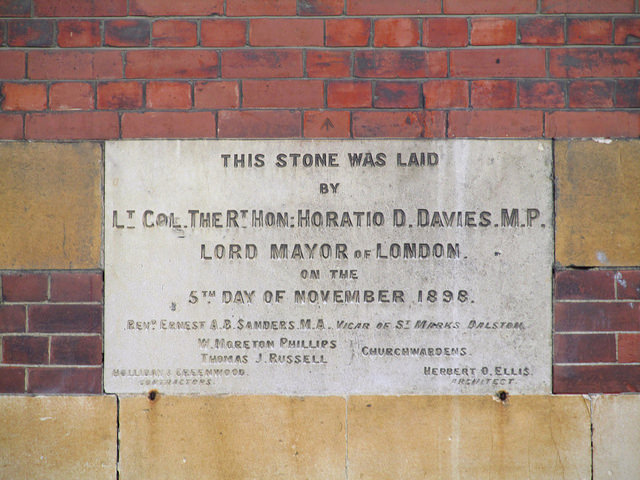 THIS STONE WAS LAID
BY
LT COL. THE RT HON: HORATIO D. DAVIES. M.P.
LORD MAYOR OF LONDON.
ON THE
5TH DAY OF NOVEMBER 1898.
REVD. ERNEST A.B. SANDERS. M.A. VICAR OF ST MARKS DALSTON.
W. MORETON PHILLIPS
THOMAS J. RUSSELL
CHURCHWARDENS.
HOLLIDAY & GREENWOOD.
CONTRACTORS.
HERBERT O. ELLIS.
ARCHITECT.